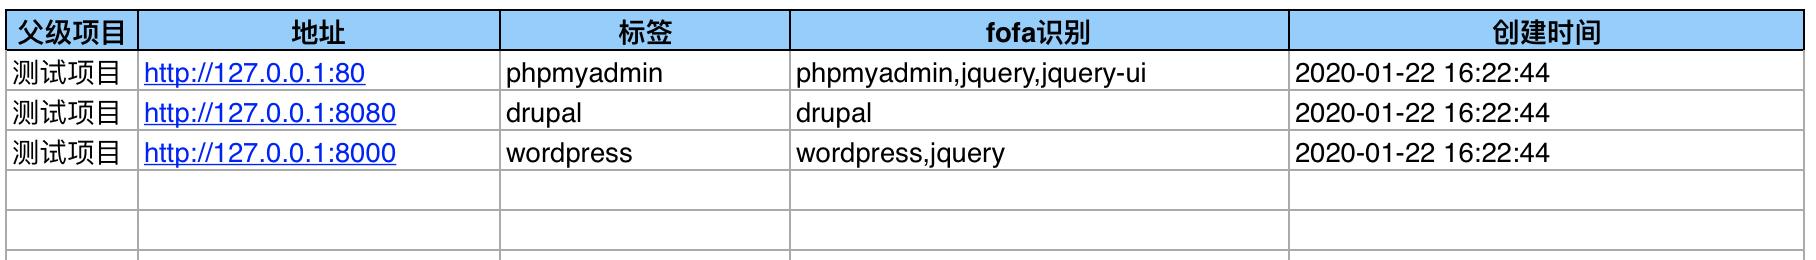 父级项目 地址 标签 fofa识别 创建时间
测试项目 http://127.0.0.1:80 phpmyadmin phpmyadmin,jquery,jquery-ui 2020-01-22 16:22:44
测试项目 http://127.0.0.1:8080 drupal drupal 2020-01-22 16:22:44
测试项目 http://127.0.0.1:8000 wordpress wordpress,jquery 2020-01-22 16:22:44